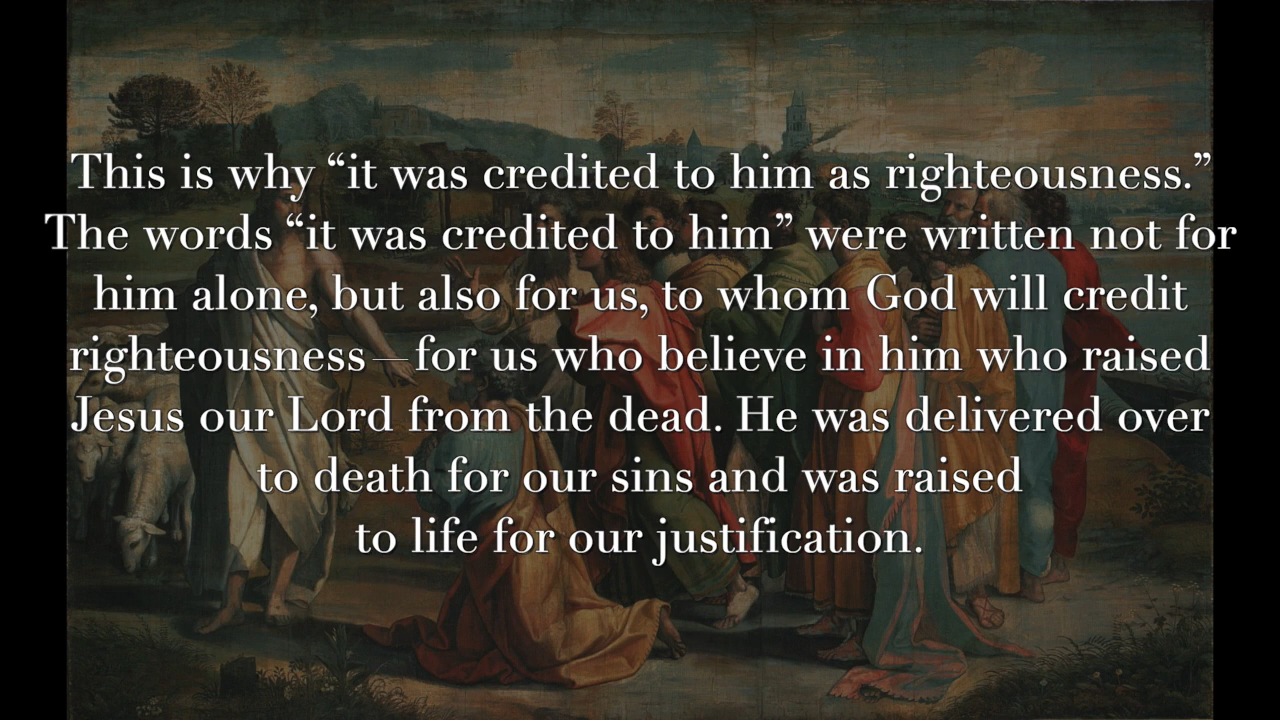 This is why “it was credited to him as righteousness.”
The words “it was credited to him” were written not for
him alone, but also for us, to whom God will credit
righteousness—for us who believe in him who raised
Jesus our Lord from the dead. He was delivered over
to death for our sins and was raised
to life for our justification.